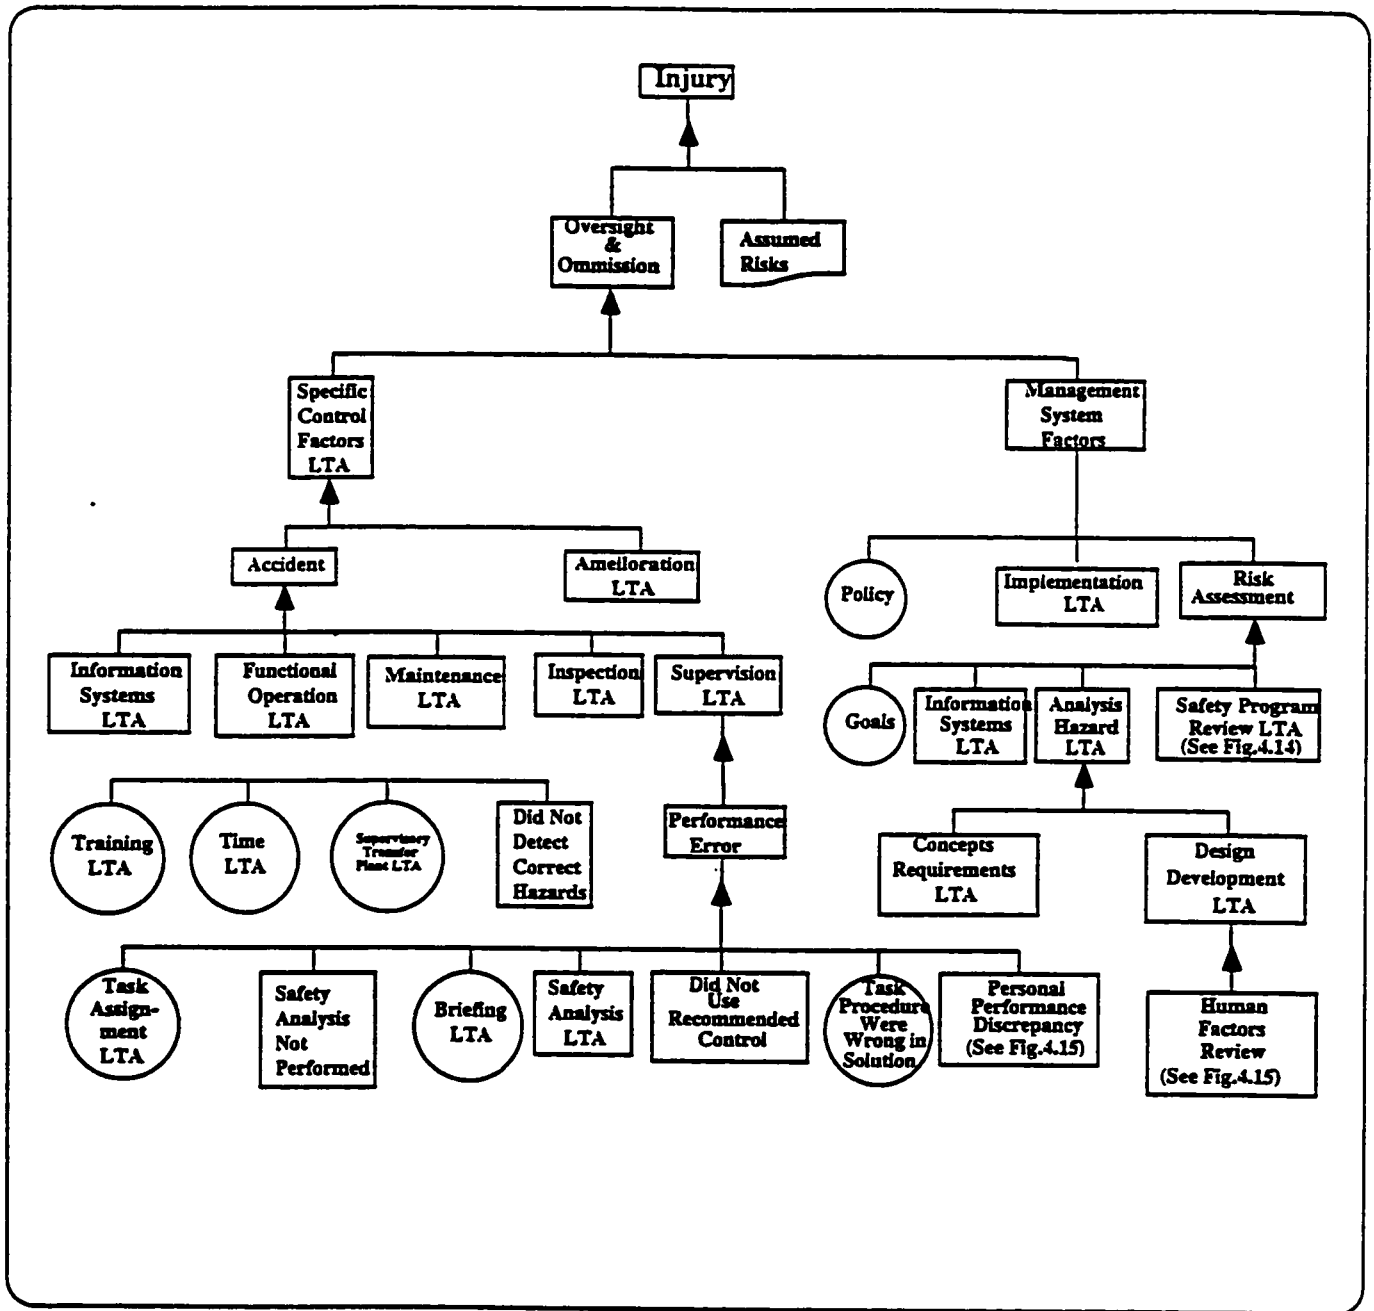 Injury
Oversight
&
Ommission
Assumed
Risks
Specific
Control
Factors
LTA
Management
System
Factors
Accident
Amelioration
LTA
Policy
Implementation
LTA
Risk
Assessment
Information
Systems
LTA
Functional
Operation
LTA
Maintenance
LTA
Inspection
LTA
Supervision
LTA
Goals
Information
Systems
LTA
Analysis
Hazard
LTA
Safety Program
Review LTA
(See Fig.4.14)
Training
LTA
Time
LTA
Supervisory
Transfer
Plant LTA
Did Not
Detect
Correct
Hazards
Performance
Error
Concepts
Requirements
LTA
Design
Development
LTA
Task
Assign-
ment
LTA
Safety
Analysis
Not
Performed
Briefing
LTA
Safety
Analysis
LTA
Did Not
Use
Recommended
Control
Task
Procedure
Were
Wrong in
Solution
Personal
Performance
Discrepancy
(See Fig.4.15)
Human
Factors
Review
(See Fig.4.15)